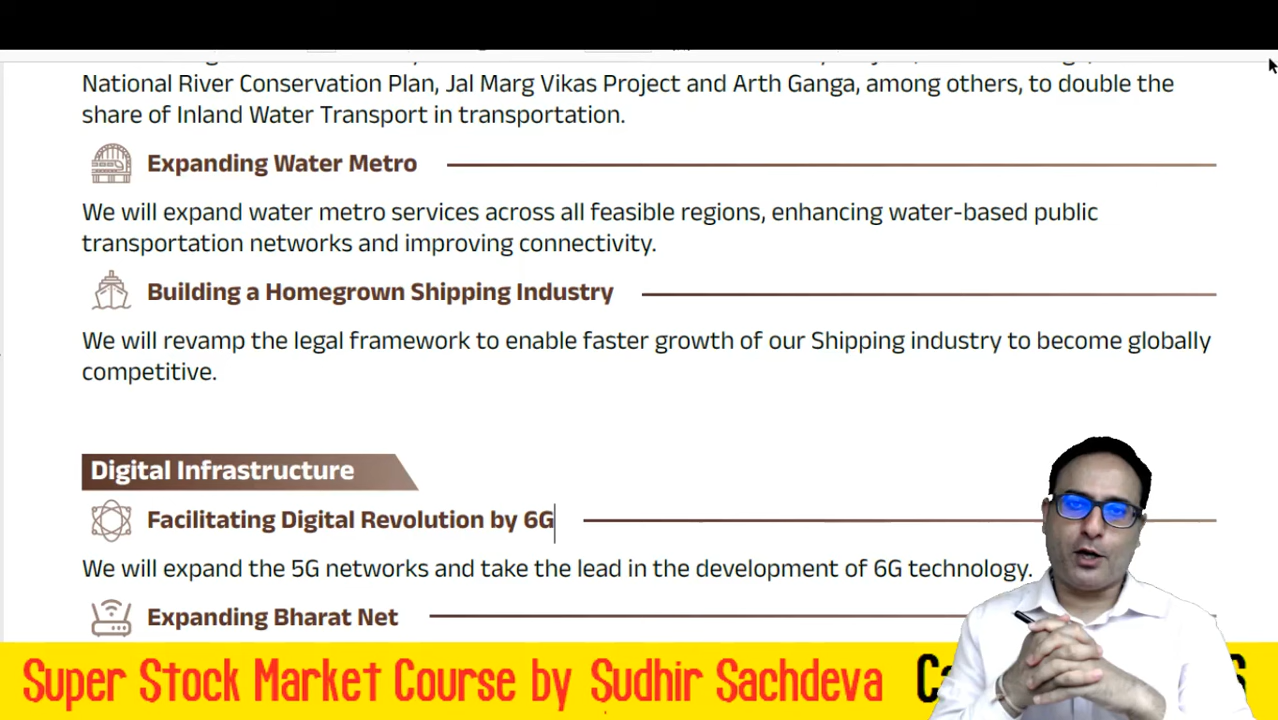 National River Conservation Plan, Jal Marg Vikas Project and Arth Ganga, among others, to double the
share of Inland Water Transport in transportation.
Expanding Water Metro
We will expand water metro services across all feasible regions, enhancing water-based public
transportation networks and improving connectivity.
Building a Homegrown Shipping Industry
We will revamp the legal framework to enable faster growth of our Shipping industry to become globally
competitive.
Digital Infrastructure
Facilitating Digital Revolution by 6G
We will expand the 5G networks and take the lead in the development of 6G technology.
Expanding Bharat Net
Super Stock Market Course by Sudhir Sachdeva